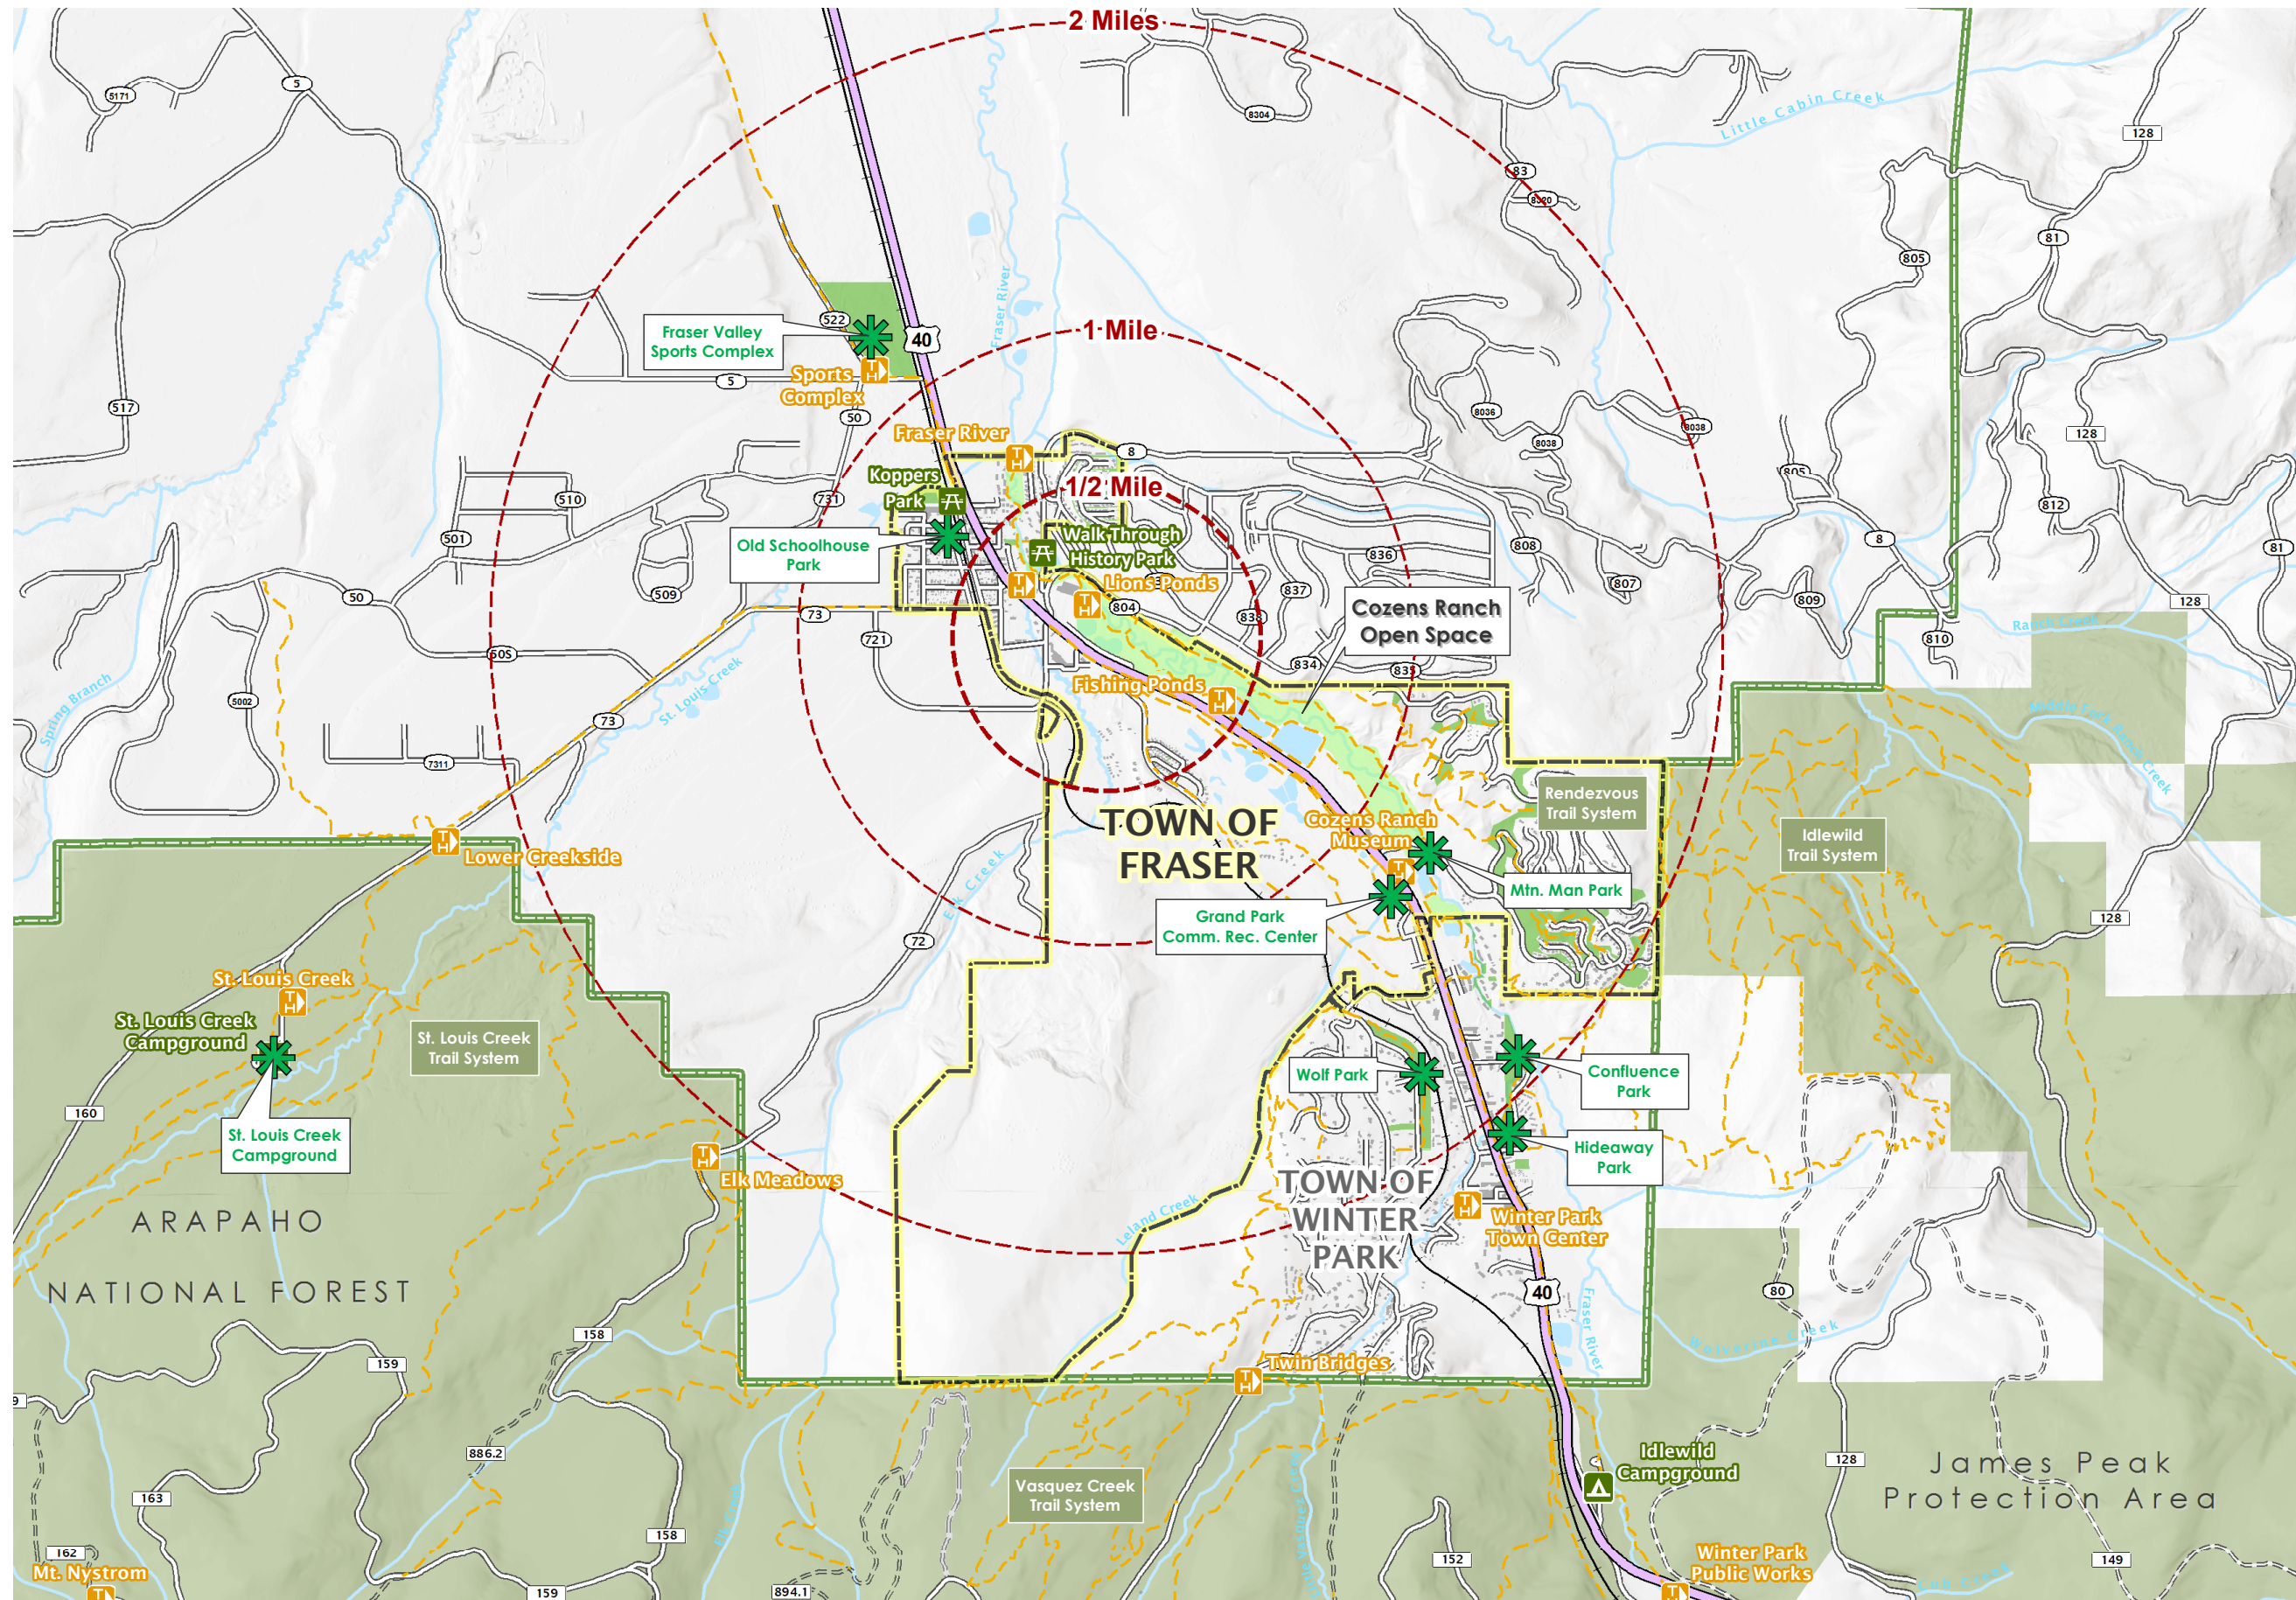 2 Miles
5171
5
8304
Little Cabin Creek
128
83
8320
81
805
Fraser River
Fraser Valley
Sports Complex
522
40
1 Mile
5
Sports
Complex
517
50
8036
8038
8038
128
Fraser River
8
Koppers
Park
1/2 Mile
805
510
731
812
501
Old Schoolhouse
Park
Walk Through
History Park
836
808
8
81
Lions Ponds
804
837
838
807
809
50
509
73
Cozens Ranch
Open Space
128
Ranch Creek
810
721
50S
834
835
St. Louis Creek
Spring Branch
5002
Fishing Ponds
73
Middle Fork Ranch Creek
7311
Rendezvous
Trail System
TOWN OF
FRASER
Cozens Ranch
Museum
Idlewild
Trail System
Lower Creekside
Elk Creek
Mtn. Man Park
Grand Park
Comm. Rec. Center
128
72
St. Louis Creek
St. Louis Creek
Campground
St. Louis Creek
Trail System
Wolf Park
Confluence
Park
160
St. Louis Creek
Campground
Hideaway
Park
Elk Meadows
TOWN OF
WINTER
PARK
Leland Creek
ARAPAHO
NATIONAL FOREST
Winter Park
Town Center
40
80
Fraser River
Wolverine Creek
158
159
Twin Bridges
9
886.2
Idlewild
Campground
128
James Peak
Protection Area
Vasquez Creek
Trail System
163
Elk Creek
158
162
Mt. Nystrom
152
Winter Park
Public Works
149
159
894.1